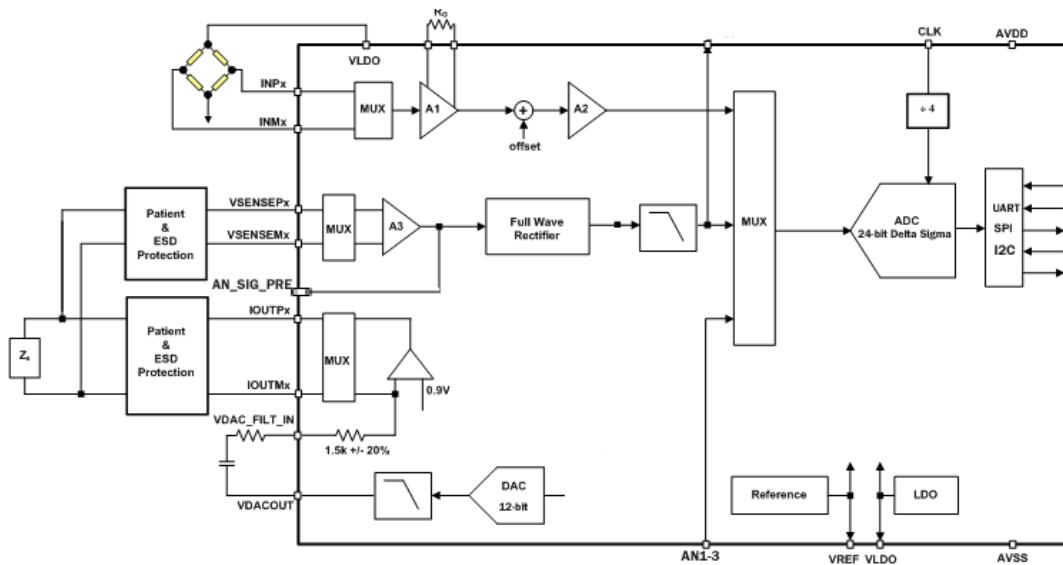 RG
CLK
AVDD
VLDO
INPx
MUX
A1
A2
÷ 4
INMx
offset
Patient
&
ESD
Protection
VSENSEPx
VSENSEMx
MUX
A3
Full Wave
Rectifier
MUX
ADC
24-bit Delta Sigma
UART
SPI
I2C
AN_SIG_PRE
IOUTPx
Patient
&
ESD
Protection
MUX
IOUTMx
0.9V
VDAC_FILT_IN
1.5k +/- 20%
VDACOUT
DAC
12-bit
Reference
LDO
AN1-3
VREF
VLDO
AVSS